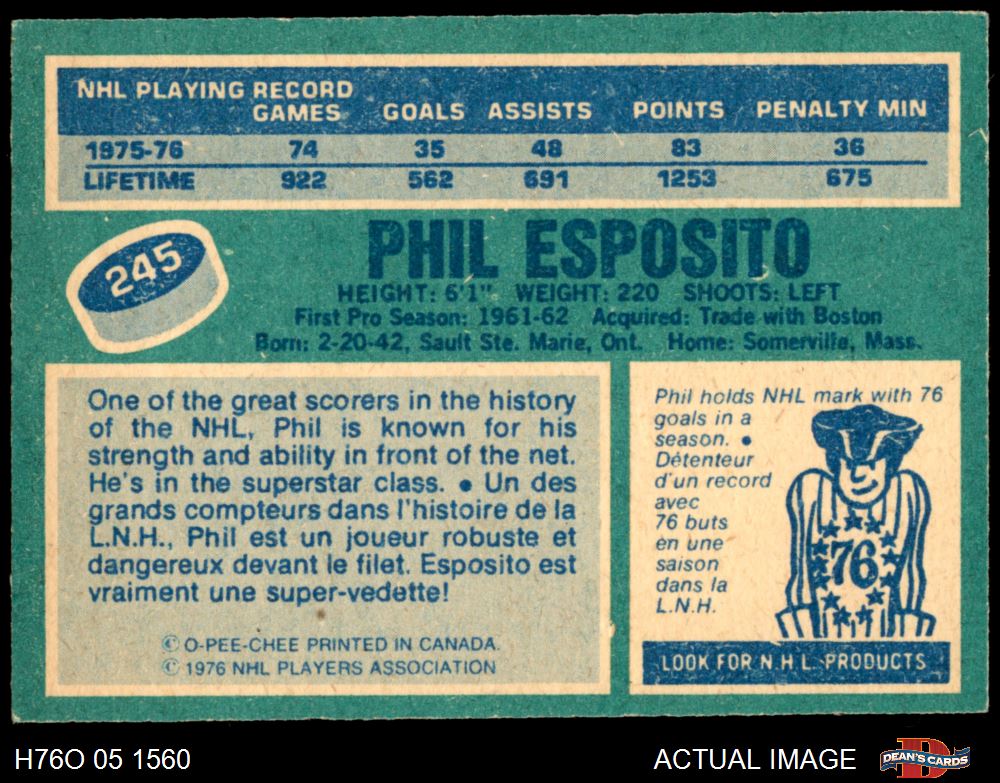 NHL PLAYING RECORD
GAMES GOALS ASSISTS POINTS PENALTY MIN
1975-76 74 35 48 83 36
LIFETIME 922 562 691 1253 675
245
PHIL ESPOSITO
HEIGHT: 6'1" WEIGHT: 220 SHOOTS: LEFT
First Pro Season: 1961-62 Acquired: Trade with Boston
Born: 2-20-42, Sault Ste. Marie, Ont. Home: Somerville, Mass.
One of the great scorers in the history
of the NHL, Phil is known for his
strength and ability in front of the net.
He's in the superstar class. • Un des
grands compteurs dans l'histoire de la
L.N.H., Phil est un joueur robuste et
dangereux devant le filet. Esposito est
vraiment une super-vedette!
© O-PEE-CHEE PRINTED IN CANADA.
© 1976 NHL PLAYERS ASSOCIATION
Phil holds NHL mark with 76
goals in a
season. •
Détenteur
d'un record
avec
76 buts
en une
saison
dans la
L.N.H.
76
LOOK FOR N.H.L. PRODUCTS
H76O 05 1560
ACTUAL IMAGE
D
DEAN'S CARDS